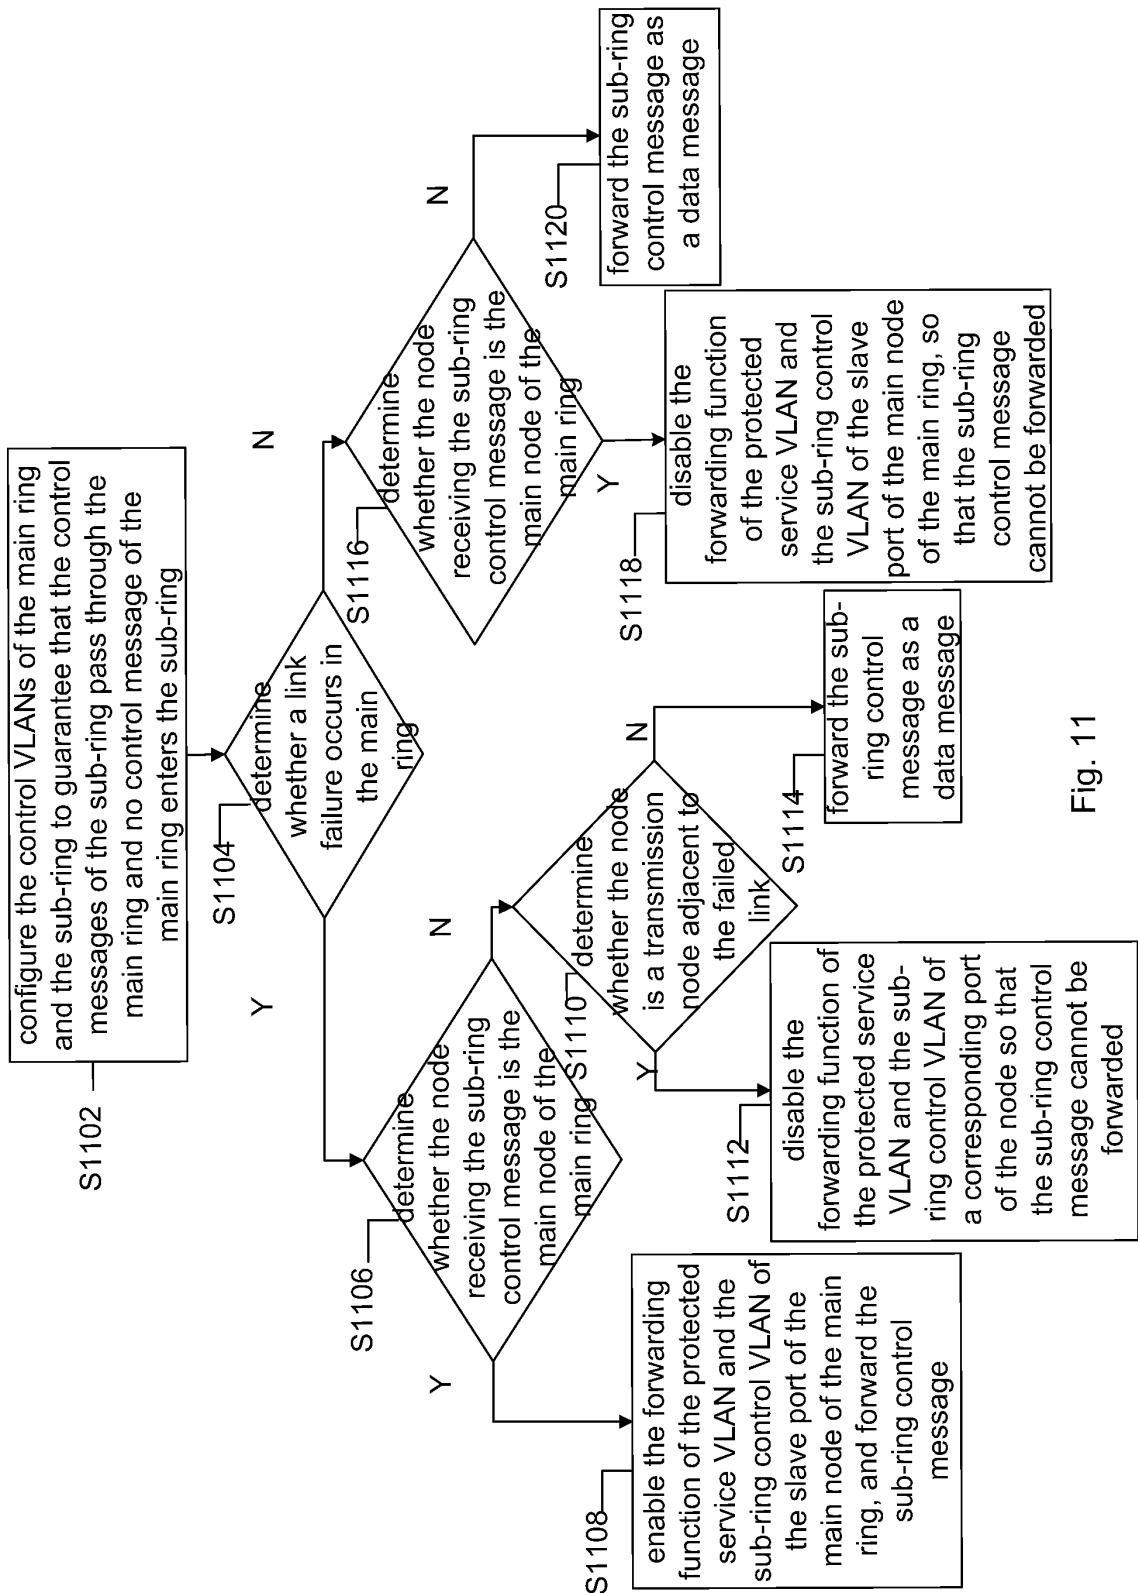 S1102
configure the control VLANs of the main ring
and the sub-ring to guarantee that the control
messages of the sub-ring pass through the
main ring and no control message of the
main ring enters the sub-ring
S1104
determine
whether a link
failure occurs in
the main
ring
Y
N
S1106
determine
whether the node
receiving the sub-ring
control message is the
main node of the
main ring
Y
N
S1116
determine
whether the node
receiving the sub-ring
control message is the
main node of the
main ring
Y
N
S1108
enable the forwarding
function of the protected
service VLAN and the
sub-ring control VLAN of
the slave port of the
main node of the main
ring, and forward the
sub-ring control
message
S1110
determine
whether the node
is a transmission
node adjacent to
the failed
link
Y
N
S1112
disable the
forwarding function of
the protected service
VLAN and the sub-
ring control VLAN of
a corresponding port
of the node so that
the sub-ring control
message cannot be
forwarded
S1114
forward the sub-
ring control
message as a
data message
S1118
disable the
forwarding function
of the protected
service VLAN and
the sub-ring control
VLAN of the slave
port of the main node
of the main ring, so
that the sub-ring
control message
cannot be forwarded
S1120
forward the sub-ring
control message as
a data message
Fig. 11